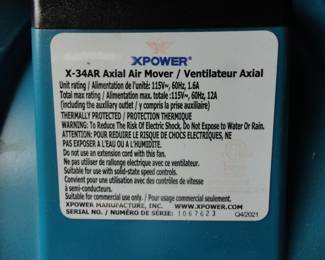 XPOWER®
X-34AR Axial Air Mover / Ventilateur Axial
Unit rating / Alimentation de l'unité: 115V~, 60Hz, 1.6A
Total max rating / Alimentation max. totale :115V~, 60Hz, 12A
(including the auxiliary outlet / y compris la prise auxiliaire)
THERMALLY PROTECTED / PROTECTION THERMIQUE
WARNING: To Reduce The Risk Of Electric Shock, Do Not Expose to Water Or Rain.
ATTENTION: POUR RÉDUIRE LE RISQUE DE CHOCS ELECTRIQUES, NE
PAS EXPOSER A L'EAU OU A L'HUMIDITÉ.
Do not use an extension cord with this fan.
Ne pas utiliser de rallonge électrique avec ce ventilateur.
Suitable for use with solid-state speed controls.
Convient pour une utilisation avec des contrôles de vitesse
à semi-conducteurs.
Suitable for commercial use only. / Pour usage commercial seulement.
XPOWER MANUFACTURE, INC. WWW.XPOWER.COM
SERIAL NO. / NUMÉRO DE SÉRIE: 1067623 Q4/2021